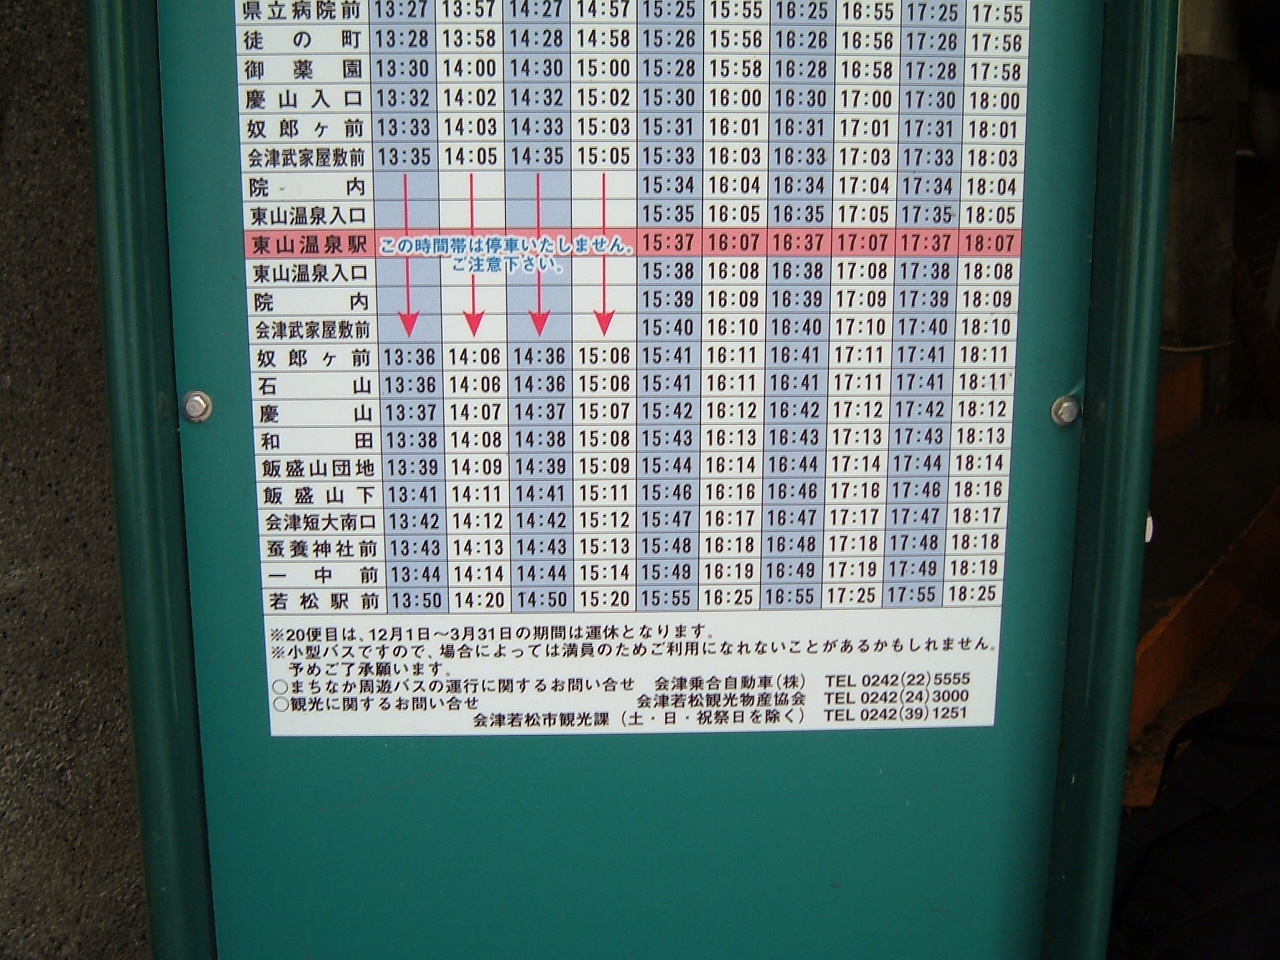 県立病院前 13:27 13:57 14:27 14:57 15:25 15:55 16:25 16:55 17:25 17:55
徒の町 13:28 13:58 14:28 14:58 15:26 15:56 16:26 16:56 17:26 17:56
御薬園 13:30 14:00 14:30 15:00 15:28 15:58 16:28 16:58 17:28 17:58
慶山入口 13:32 14:02 14:32 15:02 15:30 16:00 16:30 17:00 17:30 18:00
奴郎ヶ前 13:33 14:03 14:33 15:03 15:31 16:01 16:31 17:01 17:31 18:01
会津武家屋敷前 13:35 14:05 14:35 15:05 15:33 16:03 16:33 17:03 17:33 18:03
院内 15:34 16:04 16:34 17:04 17:34 18:04
東山温泉入口 15:35 16:05 16:35 17:05 17:35 18:05
東山温泉駅 この時間帯は停車いたしません。 15:37 16:07 16:37 17:07 17:37 18:07
ご注意下さい。
東山温泉入口 15:38 16:08 16:38 17:08 17:38 18:08
院内 15:39 16:09 16:39 17:09 17:39 18:09
会津武家屋敷前 15:40 16:10 16:40 17:10 17:40 18:10
奴郎ヶ前 13:36 14:06 14:36 15:06 15:41 16:11 16:41 17:11 17:41 18:11
石山 13:36 14:06 14:36 15:06 15:41 16:11 16:41 17:11 17:41 18:11
慶山 13:37 14:07 14:37 15:07 15:42 16:12 16:42 17:12 17:42 18:12
和田 13:38 14:08 14:38 15:08 15:43 16:13 16:43 17:13 17:43 18:13
飯盛山団地 13:39 14:09 14:39 15:09 15:44 16:14 16:44 17:14 17:44 18:14
飯盛山下 13:41 14:11 14:41 15:11 15:46 16:16 16:46 17:16 17:46 18:16
会津短大南口 13:42 14:12 14:42 15:12 15:47 16:17 16:47 17:17 17:47 18:17
蚕養神社前 13:43 14:13 14:43 15:13 15:48 16:18 16:48 17:18 17:48 18:18
一中前 13:44 14:14 14:44 15:14 15:49 16:19 16:49 17:19 17:49 18:19
若松駅前 13:50 14:20 14:50 15:20 15:55 16:25 16:55 17:25 17:55 18:25
※20便目は、12月1日～3月31日の期間は運休となります。
※小型バスですので、場合によっては満員のためご利用になれないことがあるかもしれません。
予めご了承願います。
○まちなか周遊バスの運行に関するお問い合せ 会津乗合自動車(株) TEL 0242(22)5555
○観光に関するお問い合せ 会津若松観光物産協会 TEL 0242(24)3000
会津若松市観光課(土・日・祝祭日を除く) TEL 0242(39)1251